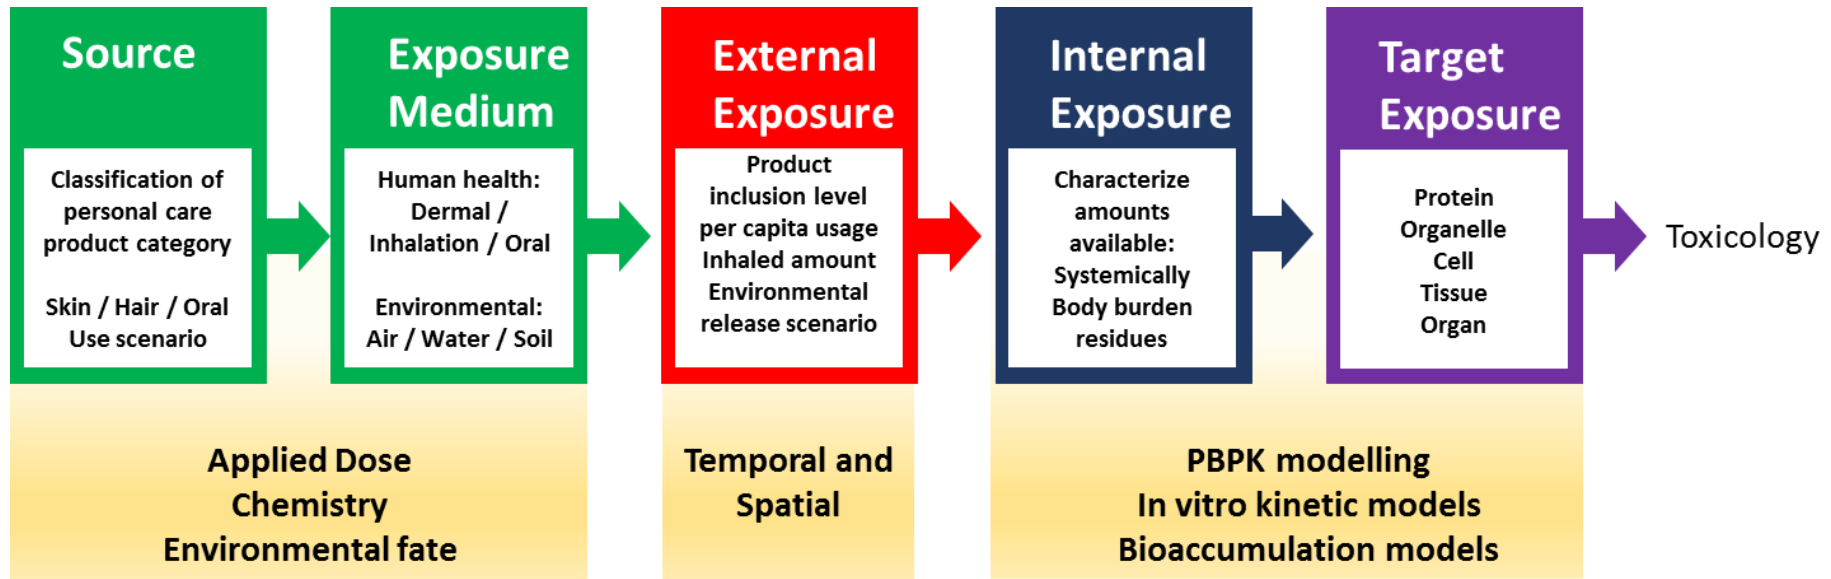 Source
Classification of
personal care
product category
Skin / Hair / Oral
Use scenario
Exposure
Medium
Human health:
Dermal /
Inhalation / Oral
Environmental:
Air / Water / Soil
External
Exposure
Product
inclusion level
per capita usage
Inhaled amount
Environmental
release scenario
Internal
Exposure
Characterize
amounts
available:
Systemically
Body burden
residues
Target
Exposure
Protein
Organelle
Cell
Tissue
Organ
Toxicology
Applied Dose
Chemistry
Environmental fate
Temporal and
Spatial
PBPK modelling
In vitro kinetic models
Bioaccumulation models